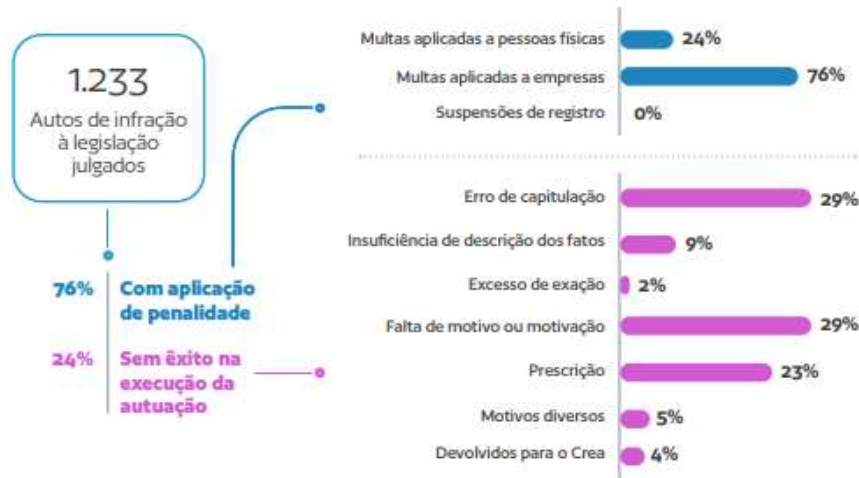 1.233
Autos de infração
à legislação
julgados
76%
Com aplicação
de penalidade
24%
Sem êxito na
execução da
autuação
Multas aplicadas a pessoas físicas 24%
Multas aplicadas a empresas 76%
Suspensões de registro 0%
Erro de capitulação 29%
Insuficiência de descrição dos fatos 9%
Excesso de exação 2%
Falta de motivo ou motivação 29%
Prescrição 23%
Motivos diversos 5%
Devolvidos para o Crea 4%